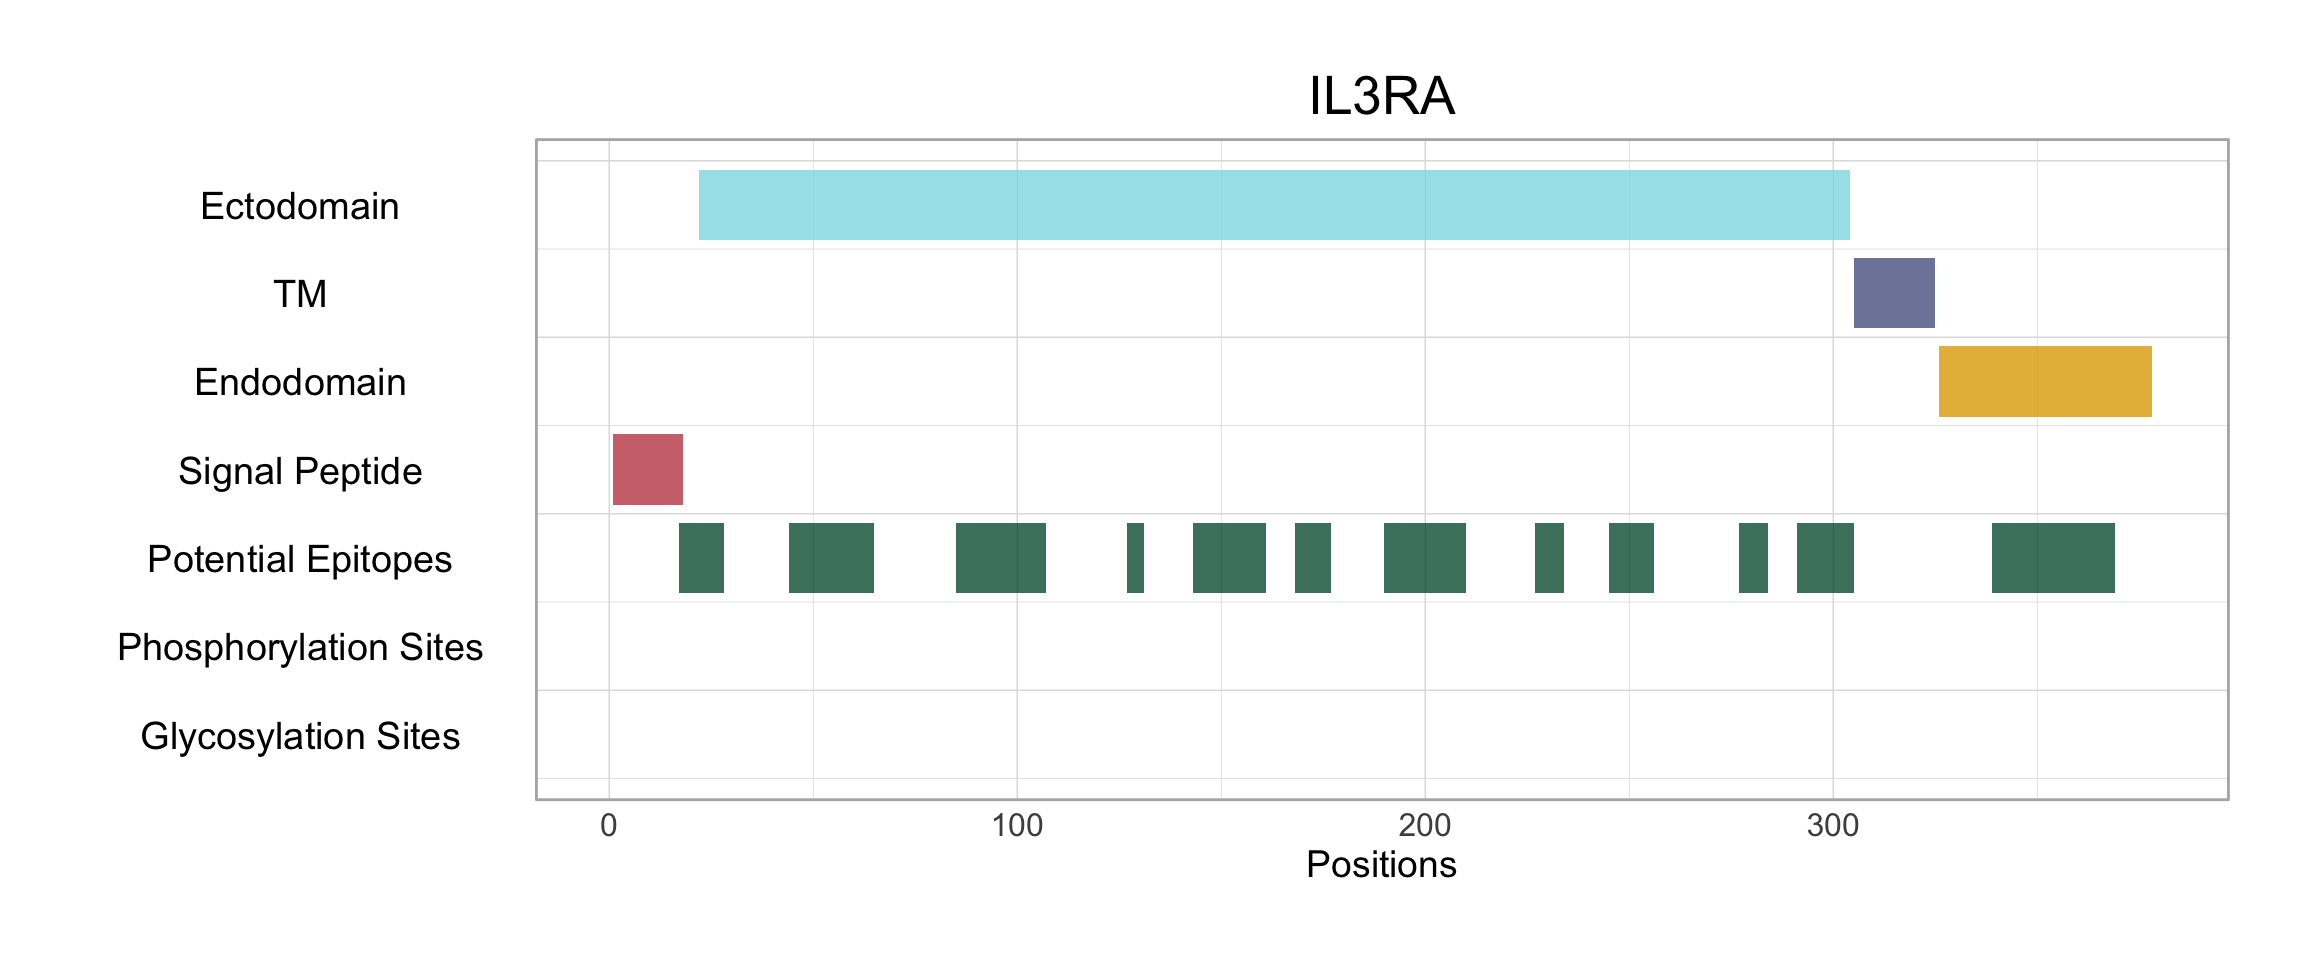 IL3RA
Ectodomain
TM
Endodomain
Signal Peptide
Potential Epitopes
Phosphorylation Sites
Glycosylation Sites
0 100 200 300
Positions